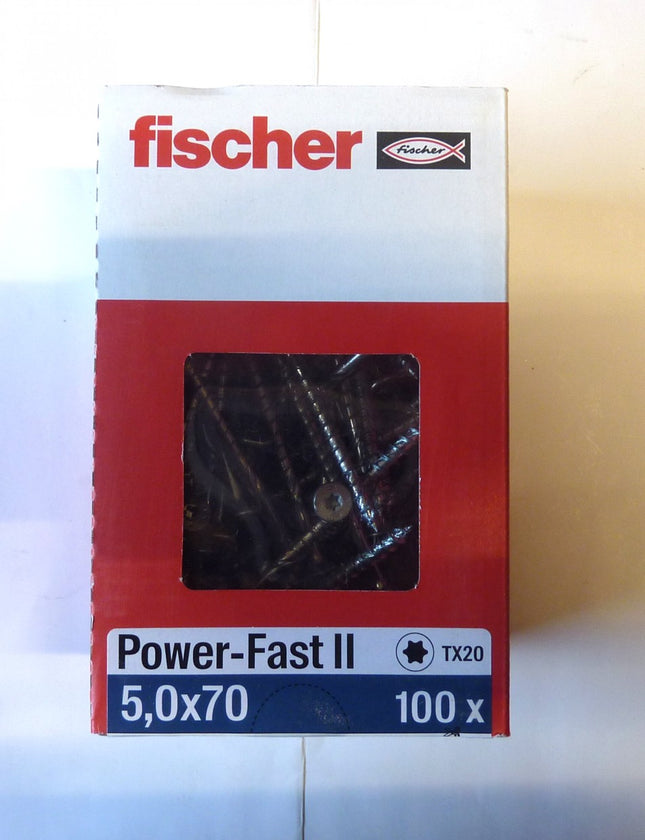 fischer fischer
Power-Fast II TX20
5,0x70 100 x